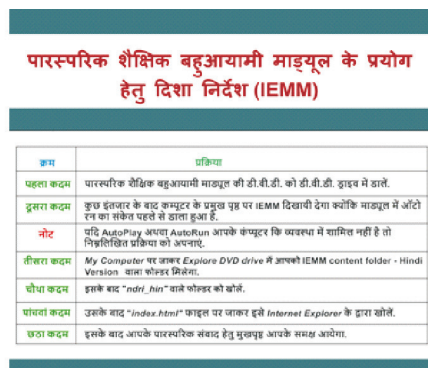 पारस्परिक शैक्षिक बहुआयामी माड्यूल के प्रयोग
हेतु दिशा निर्देश (IEMM)
क्रम प्रक्रिया
पहला कदम पारस्परिक शैक्षिक बहुआयामी माड्यूल की डी.वी.डी. को डी.वी.डी. ड्राइव में डालें.
दूसरा कदम कुछ इंतजार के बाद कम्पूटर के प्रमुख पृष्ठ पर IEMM दिखायी देगा क्योंकि माड्यूल में ऑटो
रन का संकेत पहले से डाला हुआ है.
नोट यदि AutoPlay अथवा AutoRun आपके कंप्यूटर कि व्यवस्था में शामिल नहीं है तो
निम्नलिखित प्रक्रिया को अपनाएं.
तीसरा कदम My Computer पर जाकर Explore DVD drive में आपको IEMM content folder - Hindi
Version वाला फोल्डर मिलेगा.
चौथा कदम इसके बाद "ndri_hin" वाले फोल्डर को खोलें.
पांचवां कदम उसके बाद "index.html" फाइल पर जाकर इसे Internet Explorer के द्वारा खोलें.
छठा कदम इसके बाद आपके पारस्परिक संवाद हेतु मुखपृष्ट आपके समक्ष आयेगा.